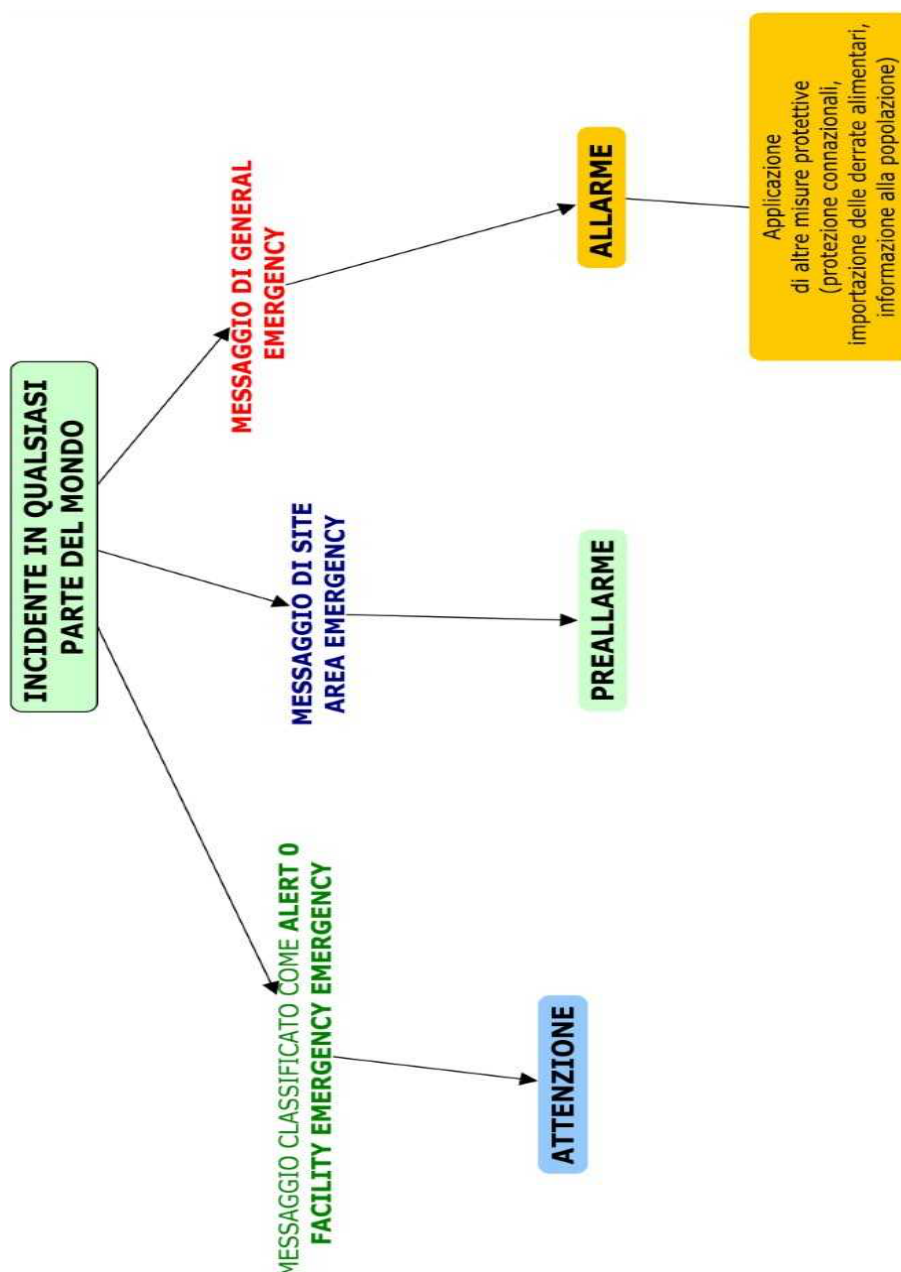 INCIDENTE IN QUALSIASI
PARTE DEL MONDO
MESSAGGIO CLASSIFICATO COME ALERT O
FACILITY EMERGENCY EMERGENCY
MESSAGGIO DI SITE
AREA EMERGENCY
MESSAGGIO DI GENERAL
EMERGENCY
ATTENZIONE
PREALLARME
ALLARME
Applicazione
di altre misure protettive
(protezione connazionali,
importazione delle derrate alimentari,
informazione alla popolazione)